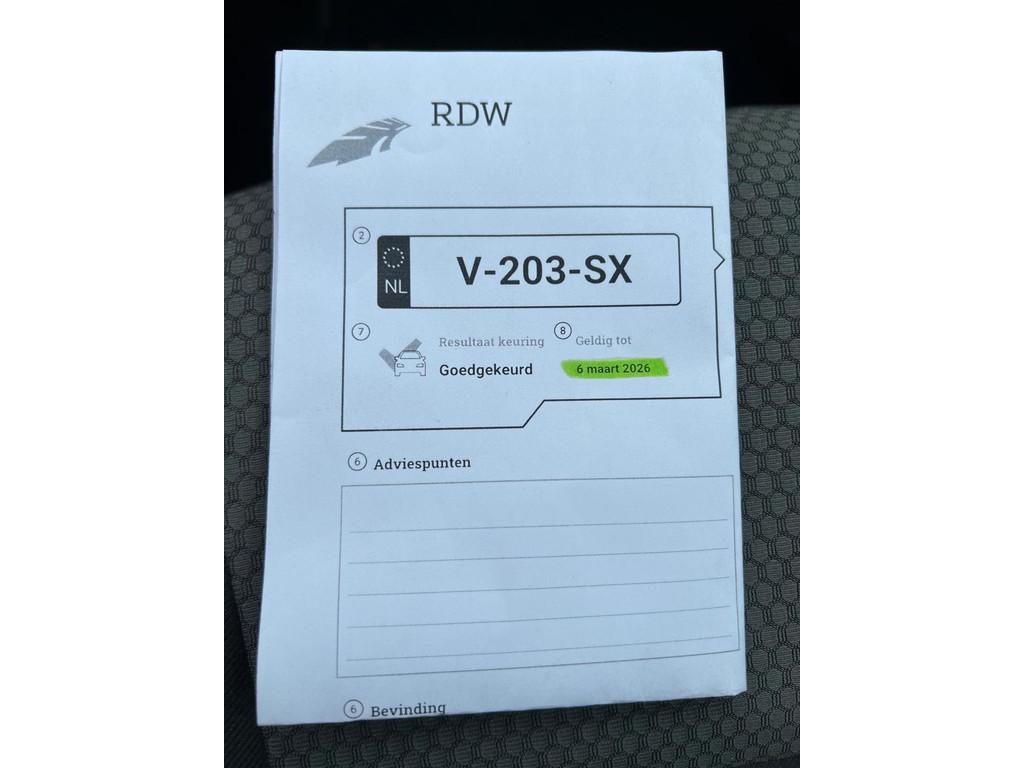 RDW
2
NL
V-203-SX
7
Resultaat keuring
8
Geldig tot
Goedgekeurd
6 maart 2026
6 Adviespunten
6 Bevinding